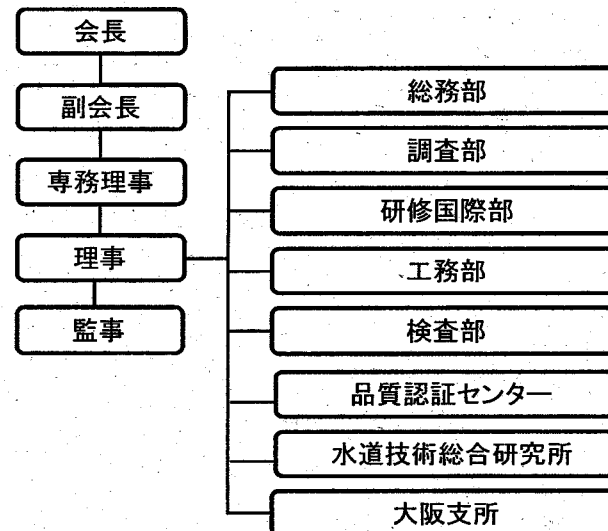 会長
副会長
専務理事
理事
監事
総務部
調査部
研修国際部
工務部
検査部
品質認証センター
水道技術総合研究所
大阪支所